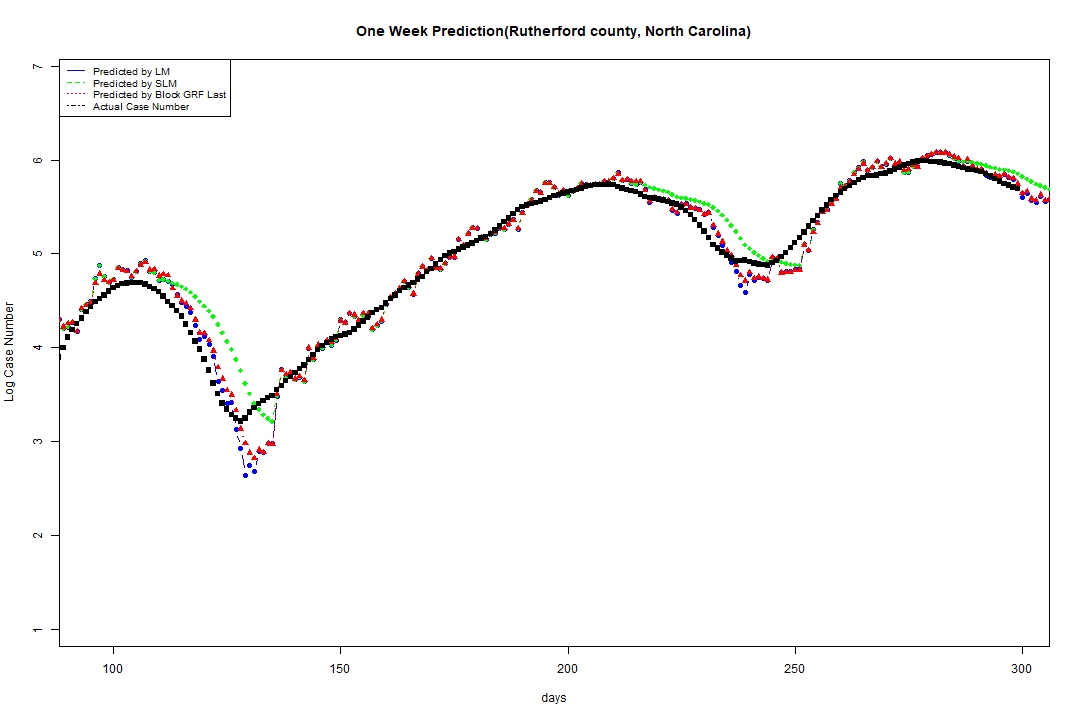 One Week Prediction(Rutherford county, North Carolina)
Predicted by LM
Predicted by SLM
Predicted by Block GRF Last
Actual Case Number
7
6
5
4
3
2
1
Log Case Number
100 150 200 250 300
days